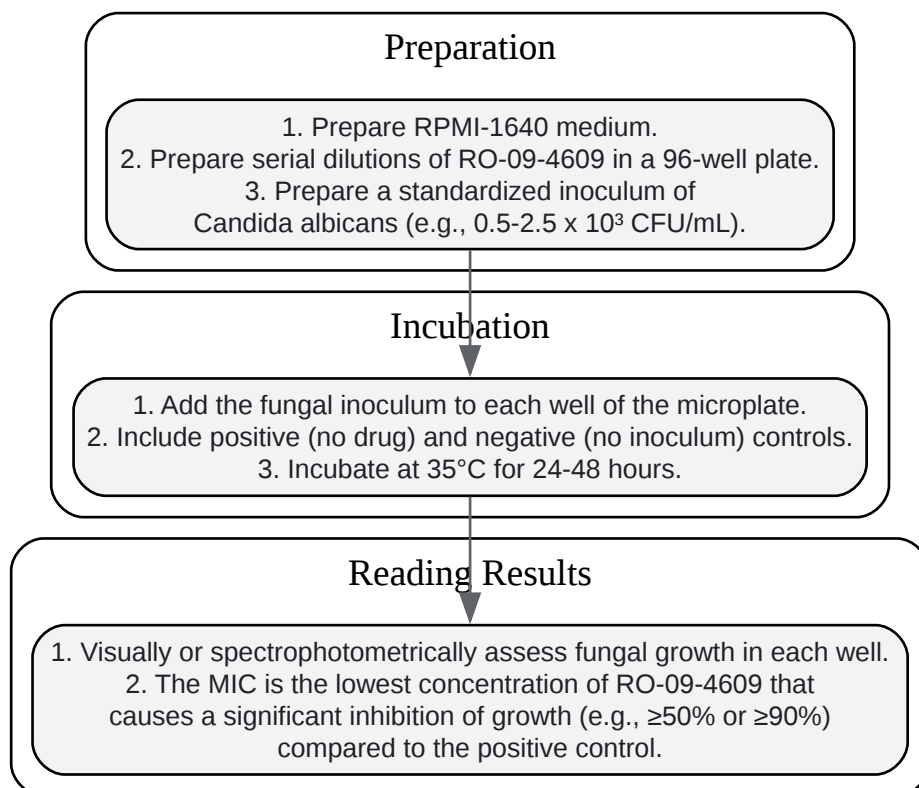 Preparation
1. Prepare RPMI-1640 medium.
2. Prepare serial dilutions of RO-09-4609 in a 96-well plate.
3. Prepare a standardized inoculum of
Candida albicans (e.g., 0.5-2.5 x 10³ CFU/mL).
Incubation
1. Add the fungal inoculum to each well of the microplate.
2. Include positive (no drug) and negative (no inoculum) controls.
3. Incubate at 35°C for 24-48 hours.
Reading Results
1. Visually or spectrophotometrically assess fungal growth in each well.
2. The MIC is the lowest concentration of RO-09-4609 that
causes a significant inhibition of growth (e.g., ≥50% or ≥90%)
compared to the positive control.